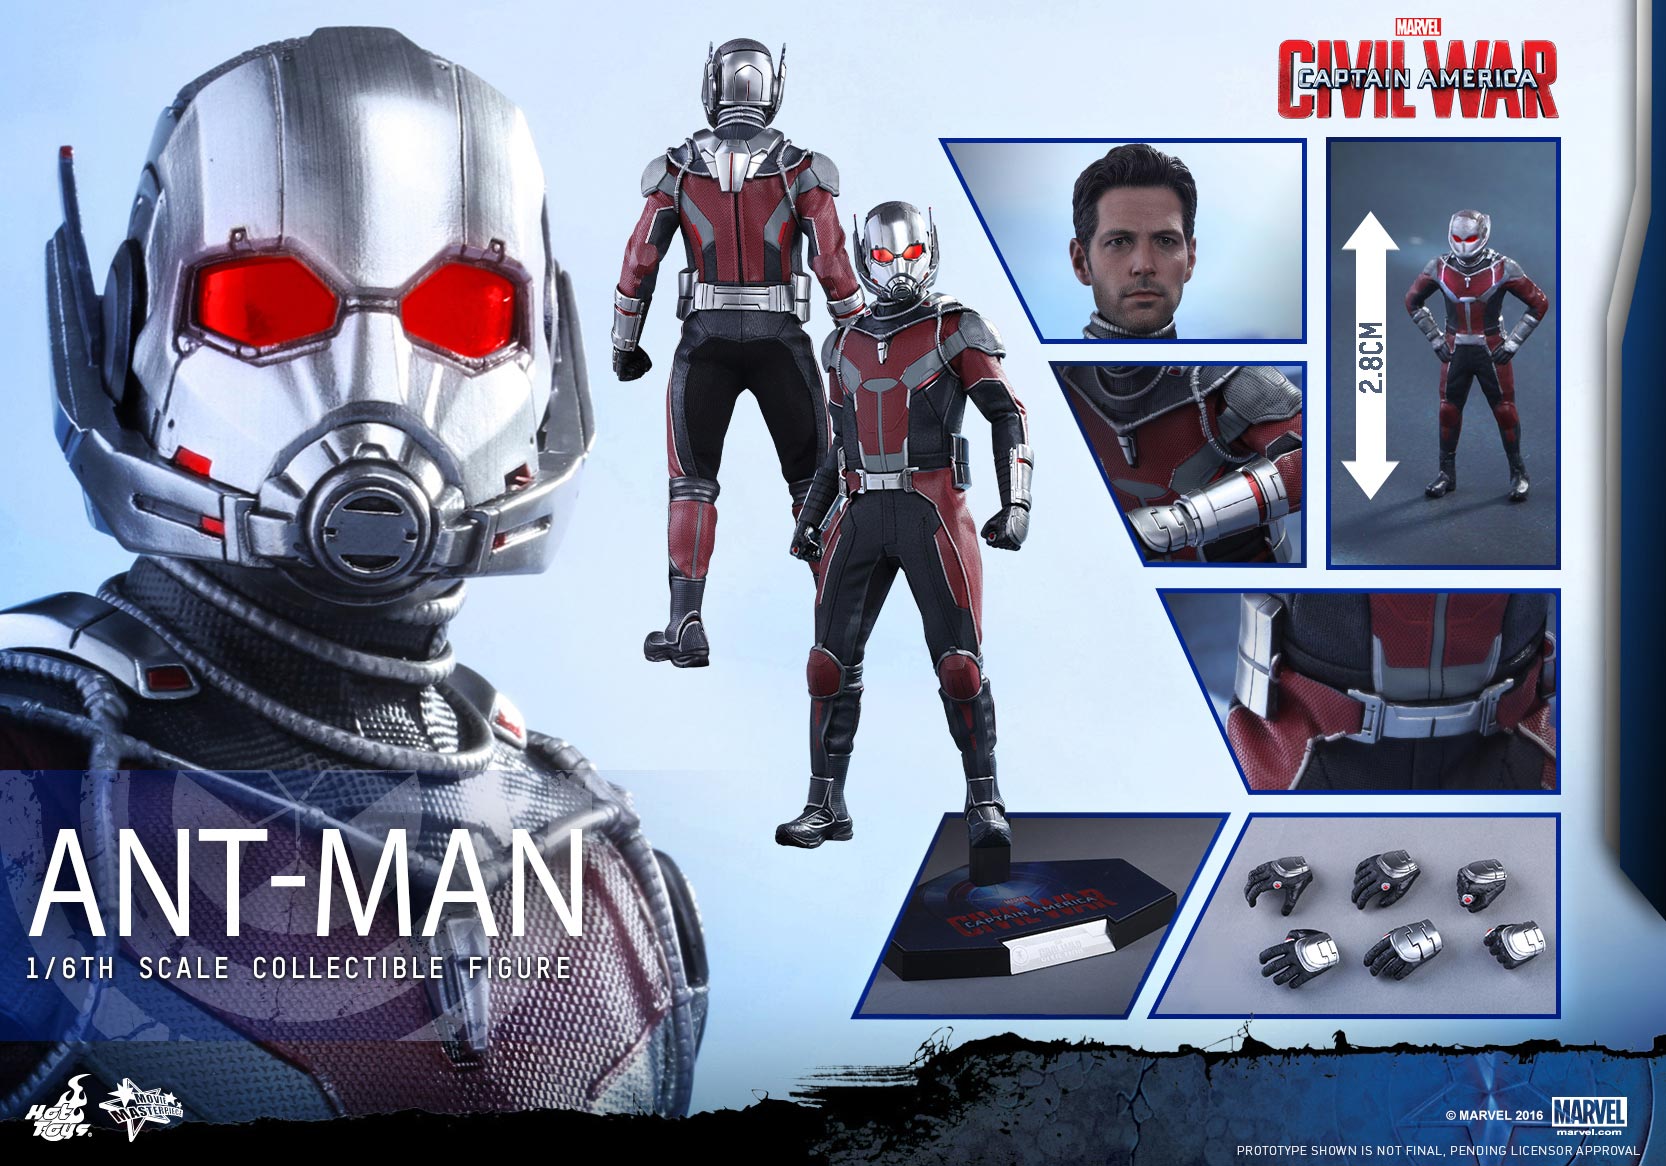 MARVEL
CIVIL WAR
CAPTAIN AMERICA
2.8CM
MARVEL
CIVIL WAR
CAPTAIN AMERICA
ANT-MAN
1/6TH SCALE COLLECTIBLE FIGURE
Hot Toys.
MOVIE MASTERPIECE
© MARVEL 2016 MARVEL
marvel.com
PROTOTYPE SHOWN IS NOT FINAL, PENDING LICENSOR APPROVAL